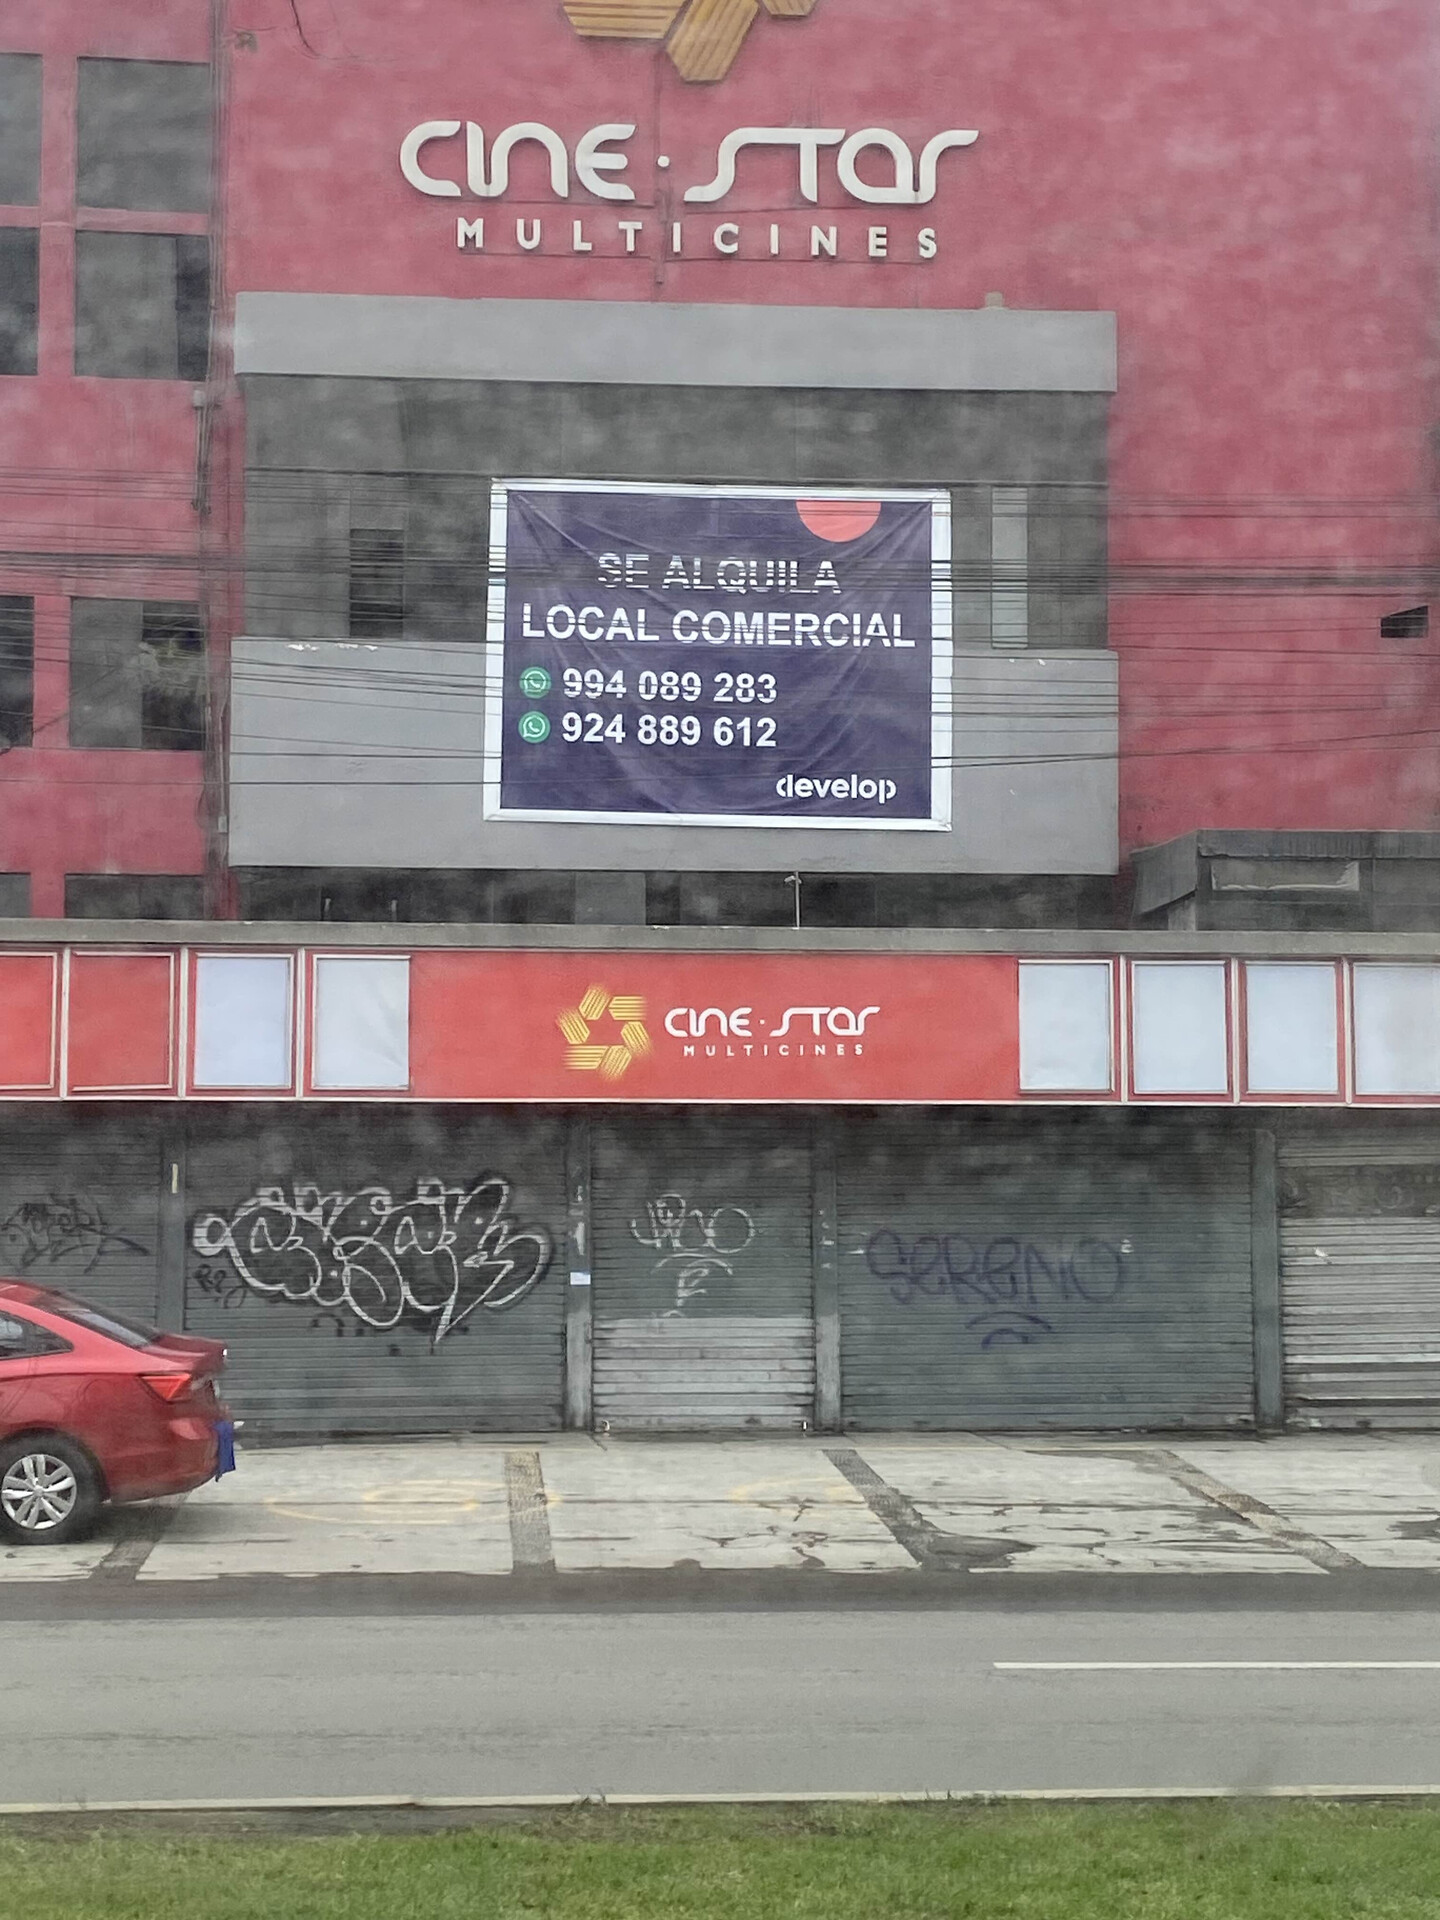 CINE·STAR
MULTICINES
SE ALQUILA
LOCAL COMERCIAL
994 089 283
924 889 612
develop
CINE·STAR
MULTICINES
SERENO